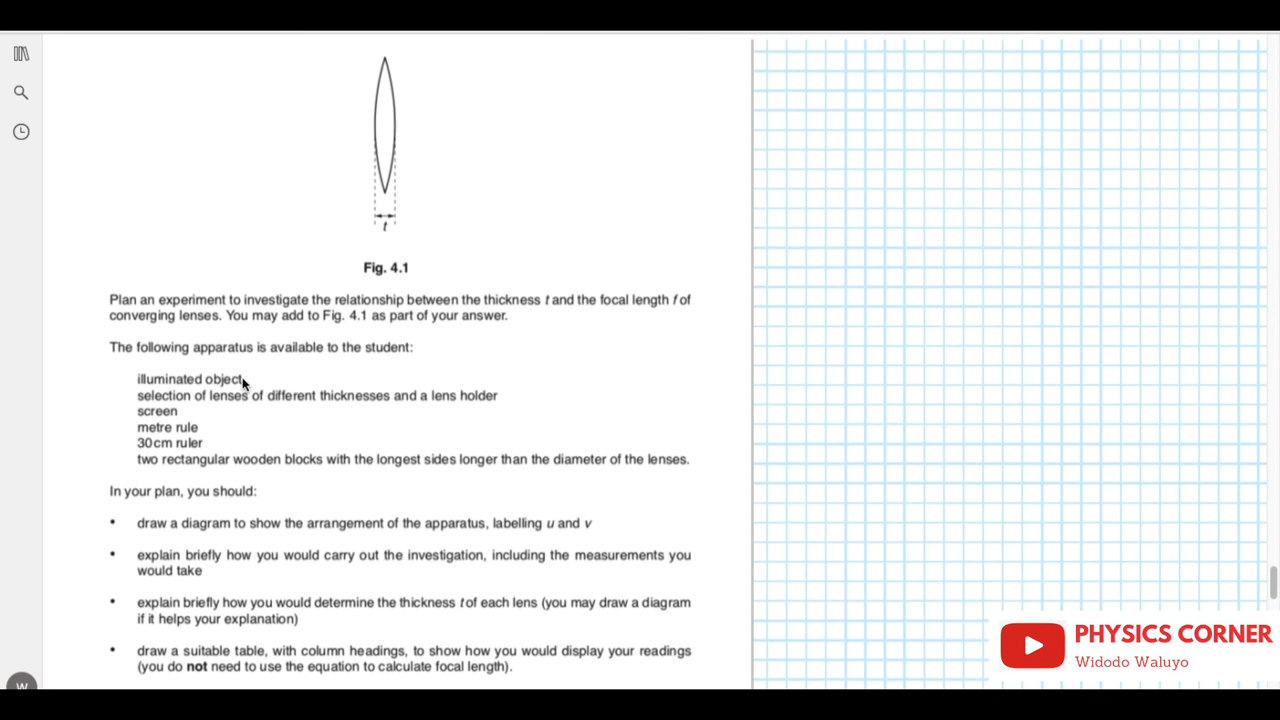 t
Fig. 4.1
Plan an experiment to investigate the relationship between the thickness t and the focal length f of
converging lenses. You may add to Fig. 4.1 as part of your answer.
The following apparatus is available to the student:
illuminated object
selection of lenses of different thicknesses and a lens holder
screen
metre rule
30cm ruler
two rectangular wooden blocks with the longest sides longer than the diameter of the lenses.
In your plan, you should:
• draw a diagram to show the arrangement of the apparatus, labelling u and v
• explain briefly how you would carry out the investigation, including the measurements you
would take
• explain briefly how you would determine the thickness t of each lens (you may draw a diagram
if it helps your explanation)
• draw a suitable table, with column headings, to show how you would display your readings
(you do not need to use the equation to calculate focal length).
W
PHYSICS CORNER
Widodo Waluyo